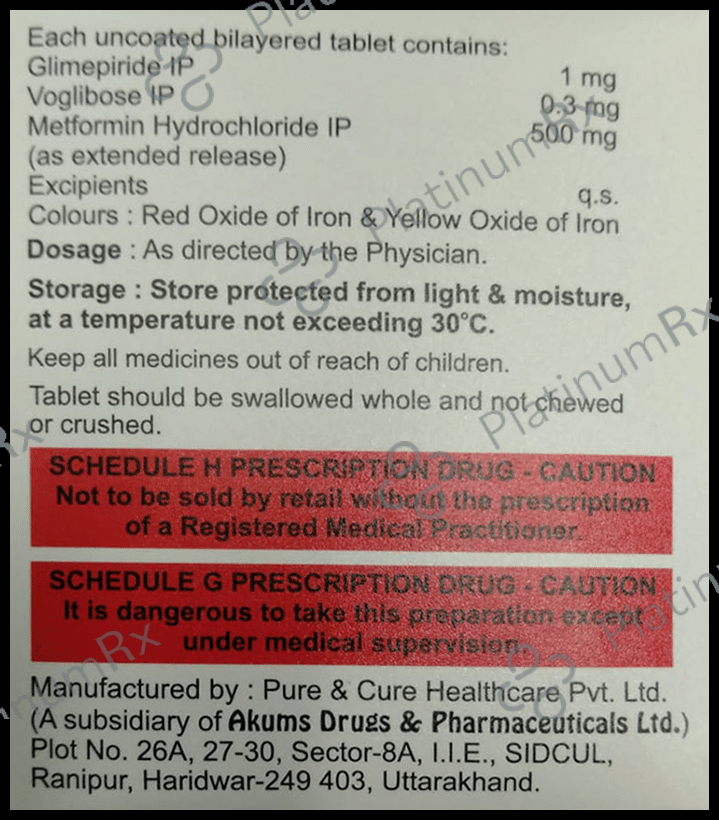 Each uncoated bilayered tablet contains:
Glimepiride IP 1 mg
Voglibose IP 0.3 mg
Metformin Hydrochloride IP 500 mg
(as extended release)
Excipients q.s.
Colours : Red Oxide of Iron & Yellow Oxide of Iron
Dosage : As directed by the Physician.
Storage : Store protected from light & moisture,
at a temperature not exceeding 30°C.
Keep all medicines out of reach of children.
Tablet should be swallowed whole and not chewed
or crushed.
SCHEDULE H PRESCRIPTION DRUG - CAUTION
Not to be sold by retail without the prescription
of a Registered Medical Practitioner.
SCHEDULE G PRESCRIPTION DRUG - CAUTION
It is dangerous to take this preparation except
under medical supervision.
Manufactured by : Pure & Cure Healthcare Pvt. Ltd.
(A subsidiary of Akums Drugs & Pharmaceuticals Ltd.)
Plot No. 26A, 27-30, Sector-8A, I.I.E., SIDCUL,
Ranipur, Haridwar-249 403, Uttarakhand.
PlatinumRx
PlatinumRx